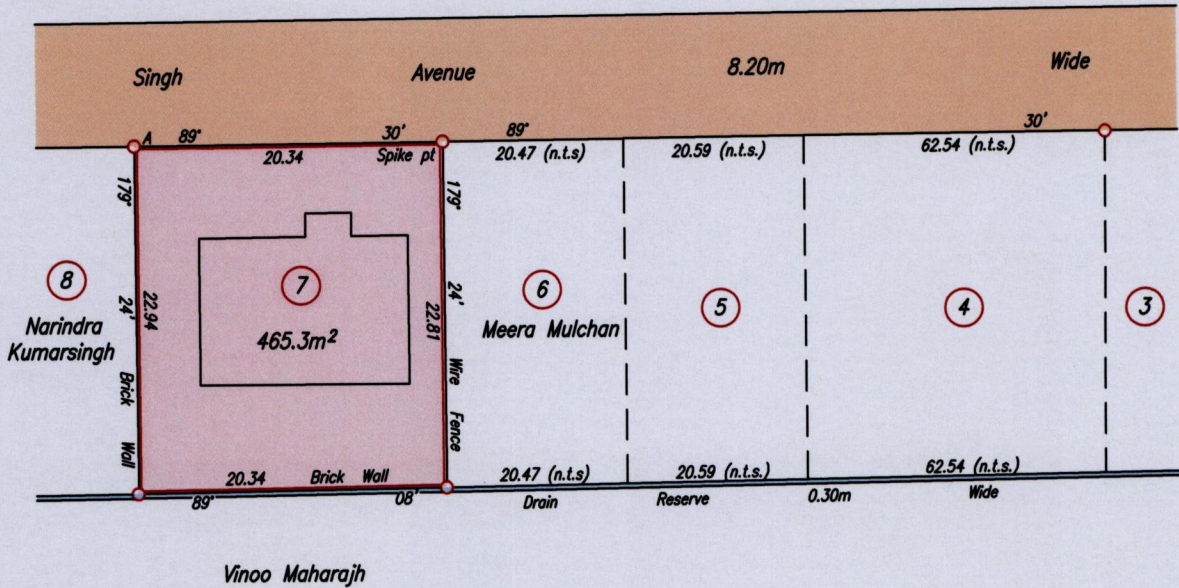 Singh Avenue 8.20m Wide
A 89° 30' 89° 30'
20.34 Spike pt 20.47 (n.t.s) 20.59 (n.t.s.) 62.54 (n.t.s.)
179° 24' Brick Wall
22.94
179° 24' Wire Fence
22.81
8
Narindra
Kumarsingh
7
465.3m²
6
Meera Mulchan
5
4
3
20.34 Brick Wall 20.47 (n.t.s) 20.59 (n.t.s.) 62.54 (n.t.s.)
89° 08' Drain Reserve 0.30m Wide
Vinoo Maharajh